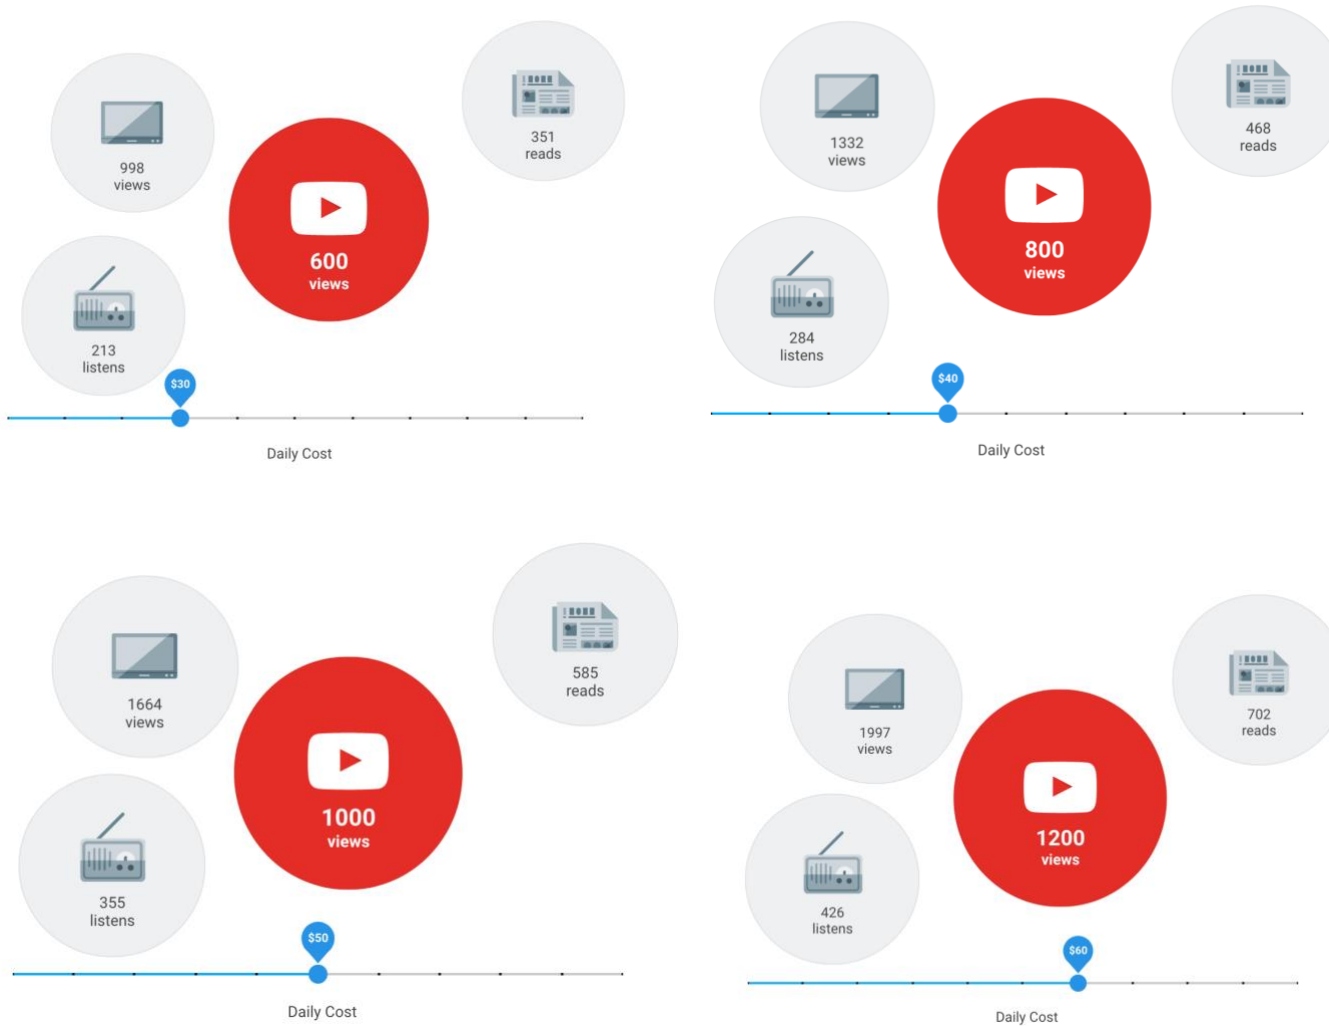 998
views
351
reads
600
views
213
listens
$30
Daily Cost
1332
views
468
reads
800
views
284
listens
$40
Daily Cost
1664
views
585
reads
1000
views
355
listens
$50
Daily Cost
1997
views
702
reads
1200
views
426
listens
$60
Daily Cost